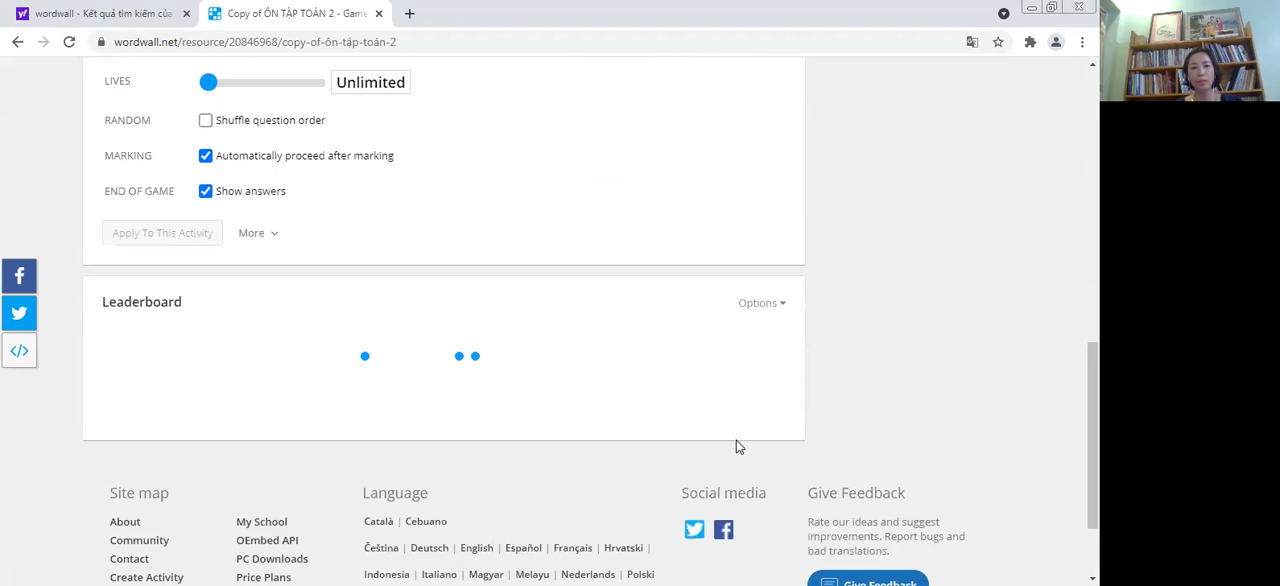 wordwall - Kết quả tìm kiếm của
Copy of ÔN TẬP TOÁN 2 - Game
wordwall.net/resource/20846968/copy-of-ôn-tập-toán-2
LIVES
Unlimited
RANDOM
Shuffle question order
MARKING
Automatically proceed after marking
END OF GAME
Show answers
Apply To This Activity
More
Leaderboard
Options
Site map
Language
Social media
Give Feedback
About
My School
Català | Cebuano
Rate our ideas and suggest
improvements. Report bugs and
bad translations.
Community
OEmbed API
Čeština | Deutsch | English | Español | Français | Hrvatski |
Contact
PC Downloads
Create Activity
Price Plans
Indonesia | Italiano | Magyar | Melayu | Nederlands | Polski
Give Feedback